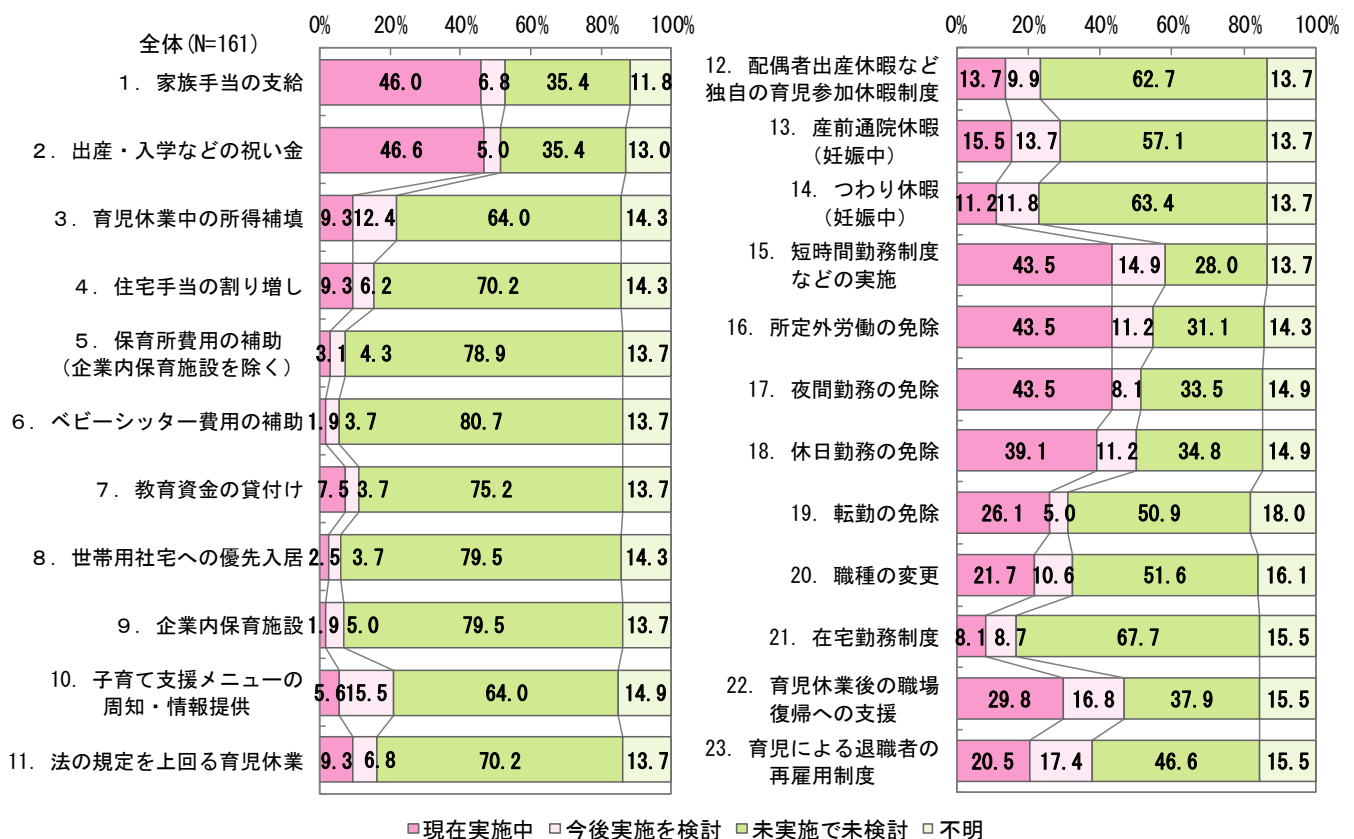 0% 20% 40% 60% 80% 100%
全体(N=161)
1．家族手当の支給 46.0 6.8 35.4 11.8
2．出産・入学などの祝い金 46.6 5.0 35.4 13.0
3．育児休業中の所得補填 9.3 12.4 64.0 14.3
4．住宅手当の割り増し 9.3 6.2 70.2 14.3
5．保育所費用の補助
（企業内保育施設を除く） 3.1 4.3 78.9 13.7
6．ベビーシッター費用の補助 1.9 3.7 80.7 13.7
7．教育資金の貸付け 7.5 3.7 75.2 13.7
8．世帯用社宅への優先入居 2.5 3.7 79.5 14.3
9．企業内保育施設 1.9 5.0 79.5 13.7
10．子育て支援メニューの
周知・情報提供 5.6 15.5 64.0 14.9
11．法の規定を上回る育児休業 9.3 6.8 70.2 13.7
0% 20% 40% 60% 80% 100%
12．配偶者出産休暇など
独自の育児参加休暇制度 13.7 9.9 62.7 13.7
13．産前通院休暇
（妊娠中） 15.5 13.7 57.1 13.7
14．つわり休暇
（妊娠中） 11.2 11.8 63.4 13.7
15．短時間勤務制度
などの実施 43.5 14.9 28.0 13.7
16．所定外労働の免除 43.5 11.2 31.1 14.3
17．夜間勤務の免除 43.5 8.1 33.5 14.9
18．休日勤務の免除 39.1 11.2 34.8 14.9
19．転勤の免除 26.1 5.0 50.9 18.0
20．職種の変更 21.7 10.6 51.6 16.1
21．在宅勤務制度 8.1 8.7 67.7 15.5
22．育児休業後の職場
復帰への支援 29.8 16.8 37.9 15.5
23．育児による退職者の
再雇用制度 20.5 17.4 46.6 15.5
現在実施中 今後実施を検討 未実施で未検討 不明